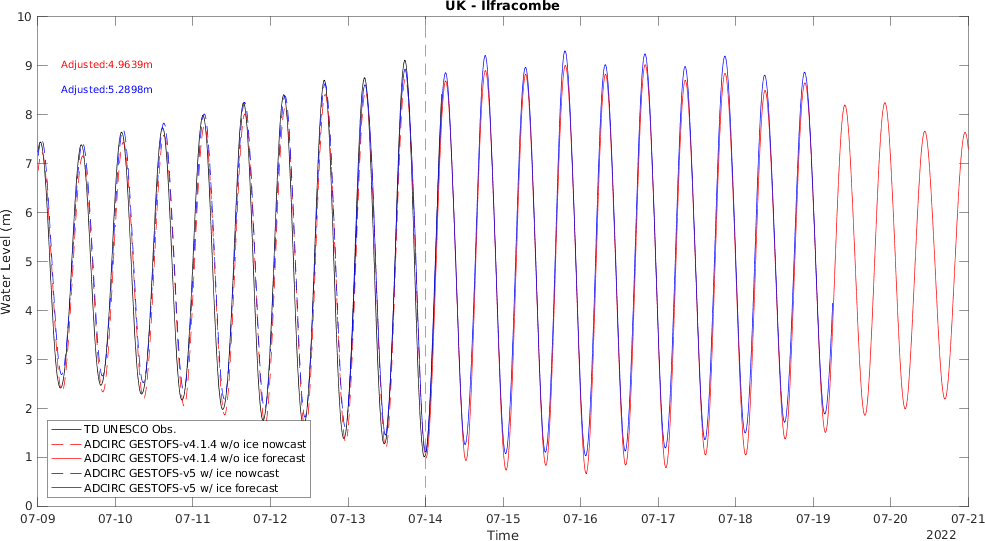 UK - Ilfracombe
Adjusted:4.9639m
Adjusted:5.2898m
Water Level (m)
10
9
8
7
6
5
4
3
2
1
0
TD UNESCO Obs.
ADCIRC GESTOFS-v4.1.4 w/o ice nowcast
ADCIRC GESTOFS-v4.1.4 w/o ice forecast
ADCIRC GESTOFS-v5 w/ ice nowcast
ADCIRC GESTOFS-v5 w/ ice forecast
07-09 07-10 07-11 07-12 07-13 07-14 07-15 07-16 07-17 07-18 07-19 07-20 07-21
Time
2022